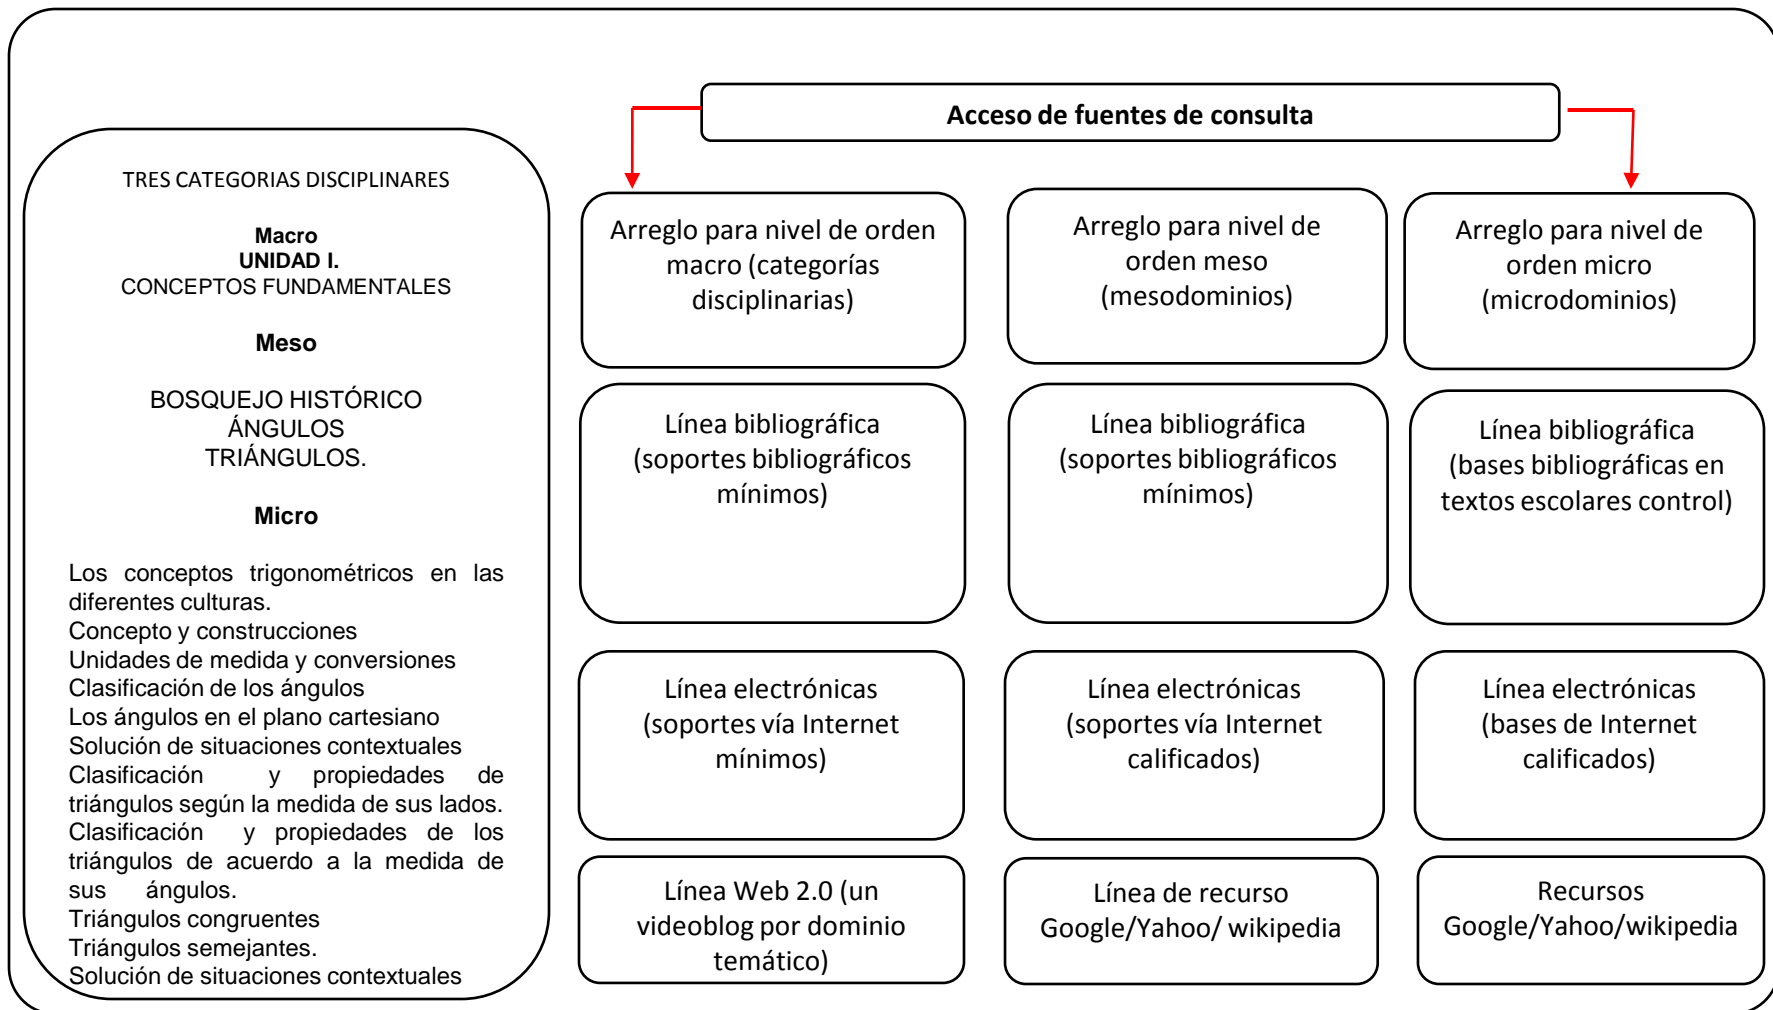 Acceso de fuentes de consulta
TRES CATEGORIAS DISCIPLINARES
Macro
UNIDAD I.
CONCEPTOS FUNDAMENTALES
Meso
BOSQUEJO HISTÓRICO
ÁNGULOS
TRIÁNGULOS.
Micro
Los conceptos trigonométricos en las
diferentes culturas.
Concepto y construcciones
Unidades de medida y conversiones
Clasificación de los ángulos
Los ángulos en el plano cartesiano
Solución de situaciones contextuales
Clasificación y propiedades de
triángulos según la medida de sus lados.
Clasificación y propiedades de los
triángulos de acuerdo a la medida de
sus ángulos.
Triángulos congruentes
Triángulos semejantes.
Solución de situaciones contextuales
Arreglo para nivel de orden
macro (categorías
disciplinarias)
Arreglo para nivel de
orden meso
(mesodominios)
Arreglo para nivel de
orden micro
(microdominios)
Línea bibliográfica
(soportes bibliográficos
mínimos)
Línea bibliográfica
(soportes bibliográficos
mínimos)
Línea bibliográfica
(bases bibliográficas en
textos escolares control)
Línea electrónicas
(soportes vía Internet
mínimos)
Línea electrónicas
(soportes vía Internet
calificados)
Línea electrónicas
(bases de Internet
calificados)
Línea Web 2.0 (un
videoblog por dominio
temático)
Línea de recurso
Google/Yahoo/ wikipedia
Recursos
Google/Yahoo/wikipedia